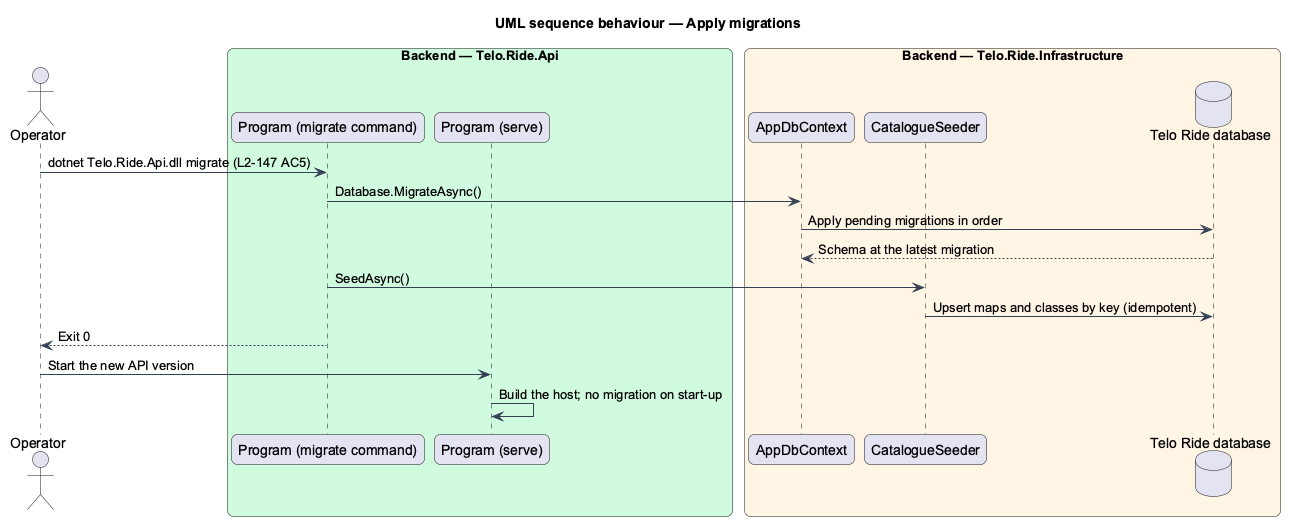 UML sequence behaviour — Apply migrations
Backend — Telo.Ride.Api
Backend — Telo.Ride.Infrastructure
Operator
Program (migrate command)
Program (serve)
AppDbContext
CatalogueSeeder
Telo Ride database
dotnet Telo.Ride.Api.dll migrate (L2-147 AC5)
Database.MigrateAsync()
Apply pending migrations in order
Schema at the latest migration
SeedAsync()
Upsert maps and classes by key (idempotent)
Exit 0
Start the new API version
Build the host; no migration on start-up
Operator
Program (migrate command)
Program (serve)
AppDbContext
CatalogueSeeder
Telo Ride database